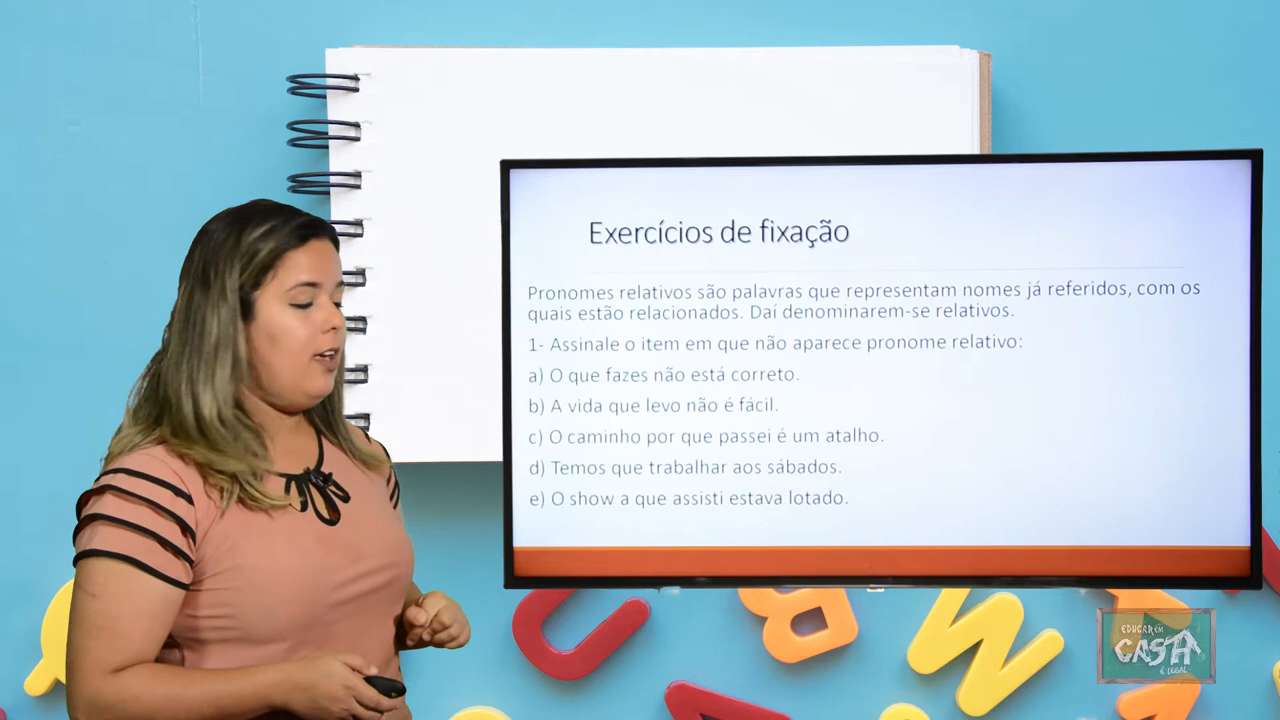 Exercícios de fixação
Pronomes relativos são palavras que representam nomes já referidos, com os
quais estão relacionados. Daí denominarem-se relativos.
1- Assinale o item em que não aparece pronome relativo:
a) O que fazes não está correto.
b) A vida que levo não é fácil.
c) O caminho por que passei é um atalho.
d) Temos que trabalhar aos sábados.
e) O show a que assisti estava lotado.
EDUCAR EM
CASA
É LEGAL